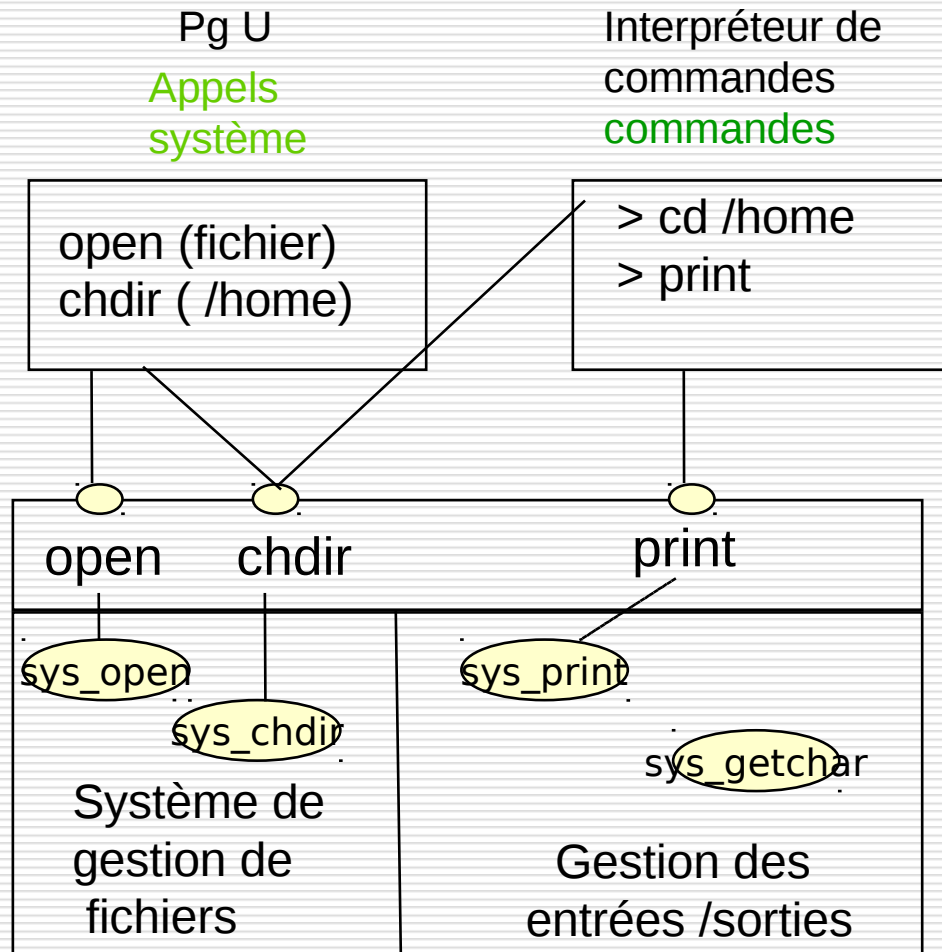 Pg U
Appels
système
Interpréteur de
commandes
commandes
open (fichier)
chdir ( /home)
> cd /home
> print
open
chdir
print
sys_open
sys_chdir
sys_print
sys_getchar
Système de
gestion de
fichiers
Gestion des
entrées /sorties